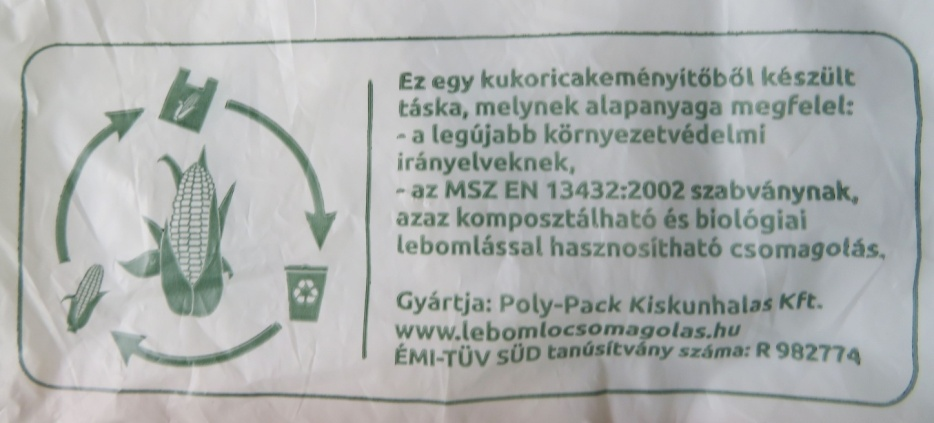 Ez egy kukoricakeményítőből készült
táska, melynek alapanyaga megfelel:
- a legújabb környezetvédelmi
irányelveknek,
- az MSZ EN 13432:2002 szabványnak,
azaz komposztálható és biológiai
lebomlással hasznosítható csomagolás.
Gyártja: Poly-Pack Kiskunhalas Kft.
www.lebomlocsomagolas.hu
ÉMI-TÜV SÜD tanúsítvány száma: R 982774